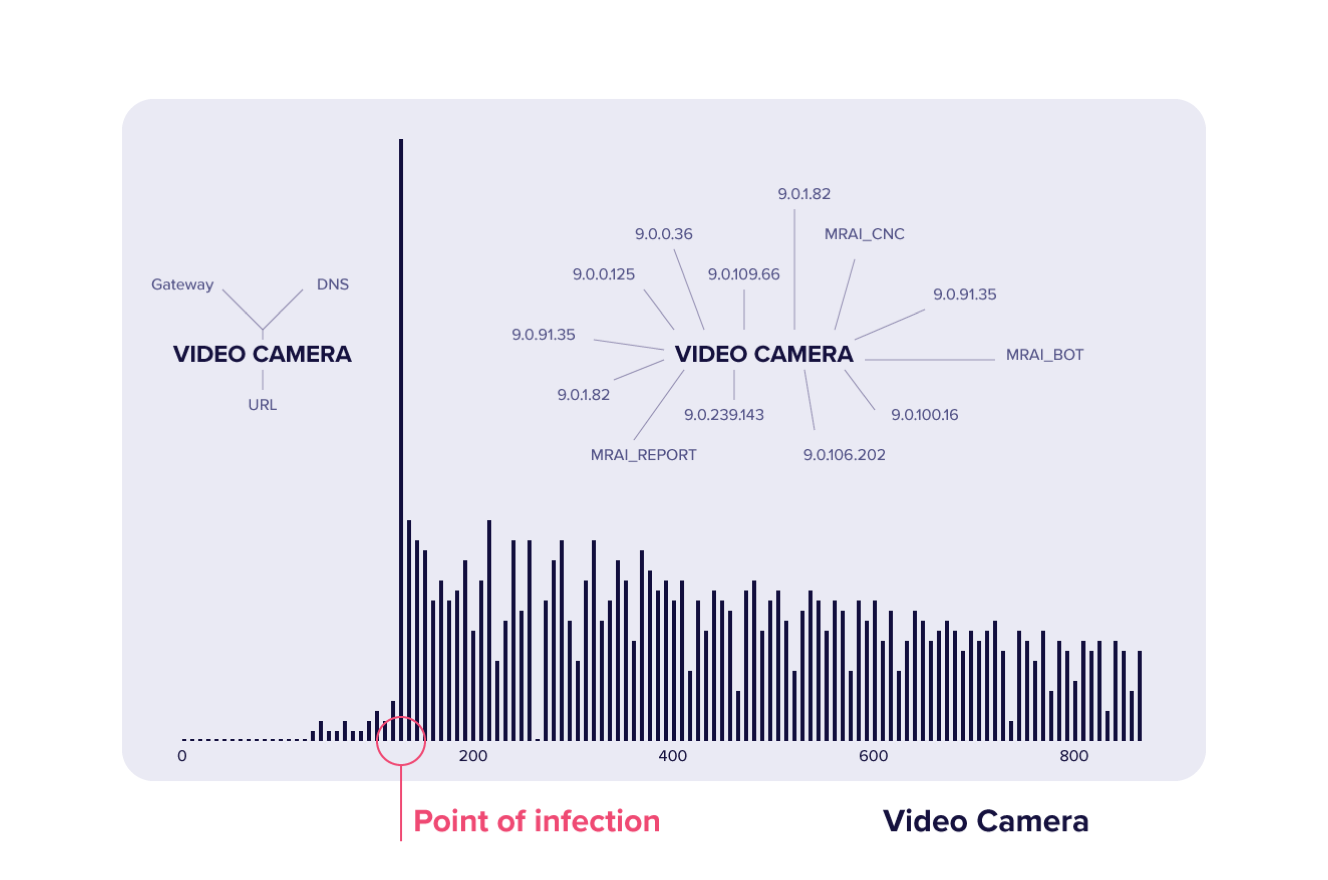 9.0.1.82
9.0.0.36
MRAI_CNC
9.0.0.125
9.0.109.66
Gateway
DNS
9.0.91.35
9.0.91.35
VIDEO CAMERA
VIDEO CAMERA
MRAI_BOT
9.0.1.82
URL
9.0.239.143
9.0.100.16
MRAI_REPORT
9.0.106.202
0
200
400
600
800
Point of infection
Video Camera